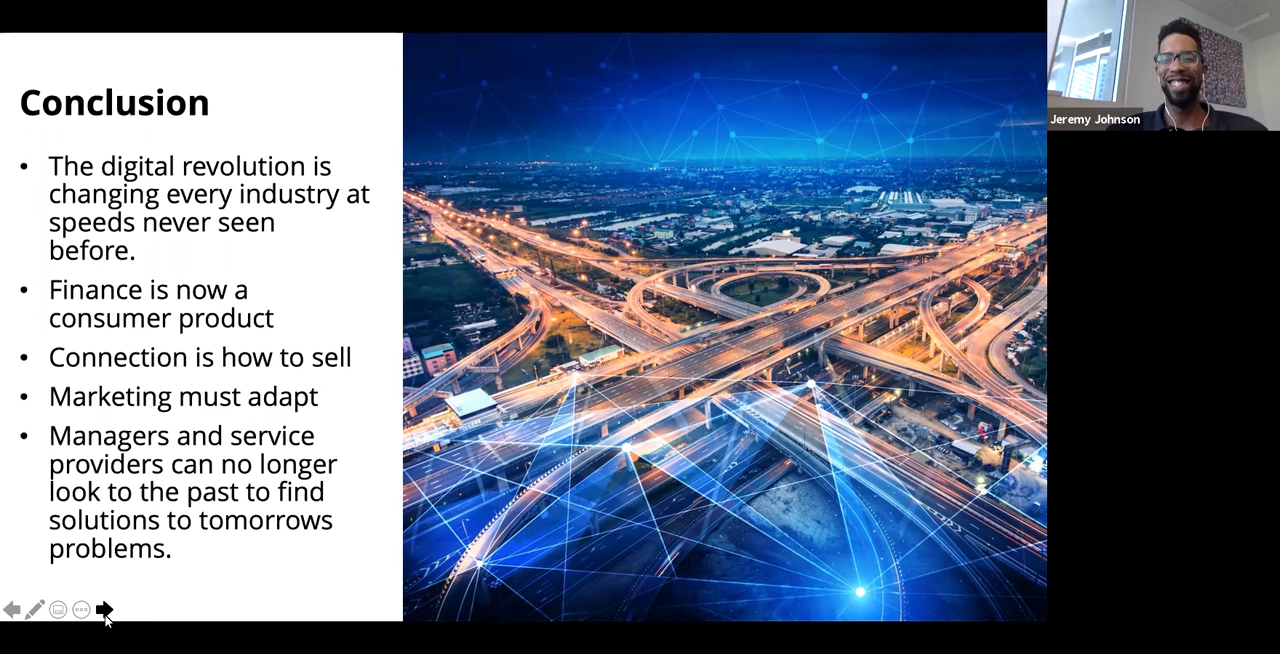 Conclusion
• The digital revolution is
changing every industry at
speeds never seen
before.
• Finance is now a
consumer product
• Connection is how to sell
• Marketing must adapt
• Managers and service
providers can no longer
look to the past to find
solutions to tomorrows
problems.
Jeremy Johnson